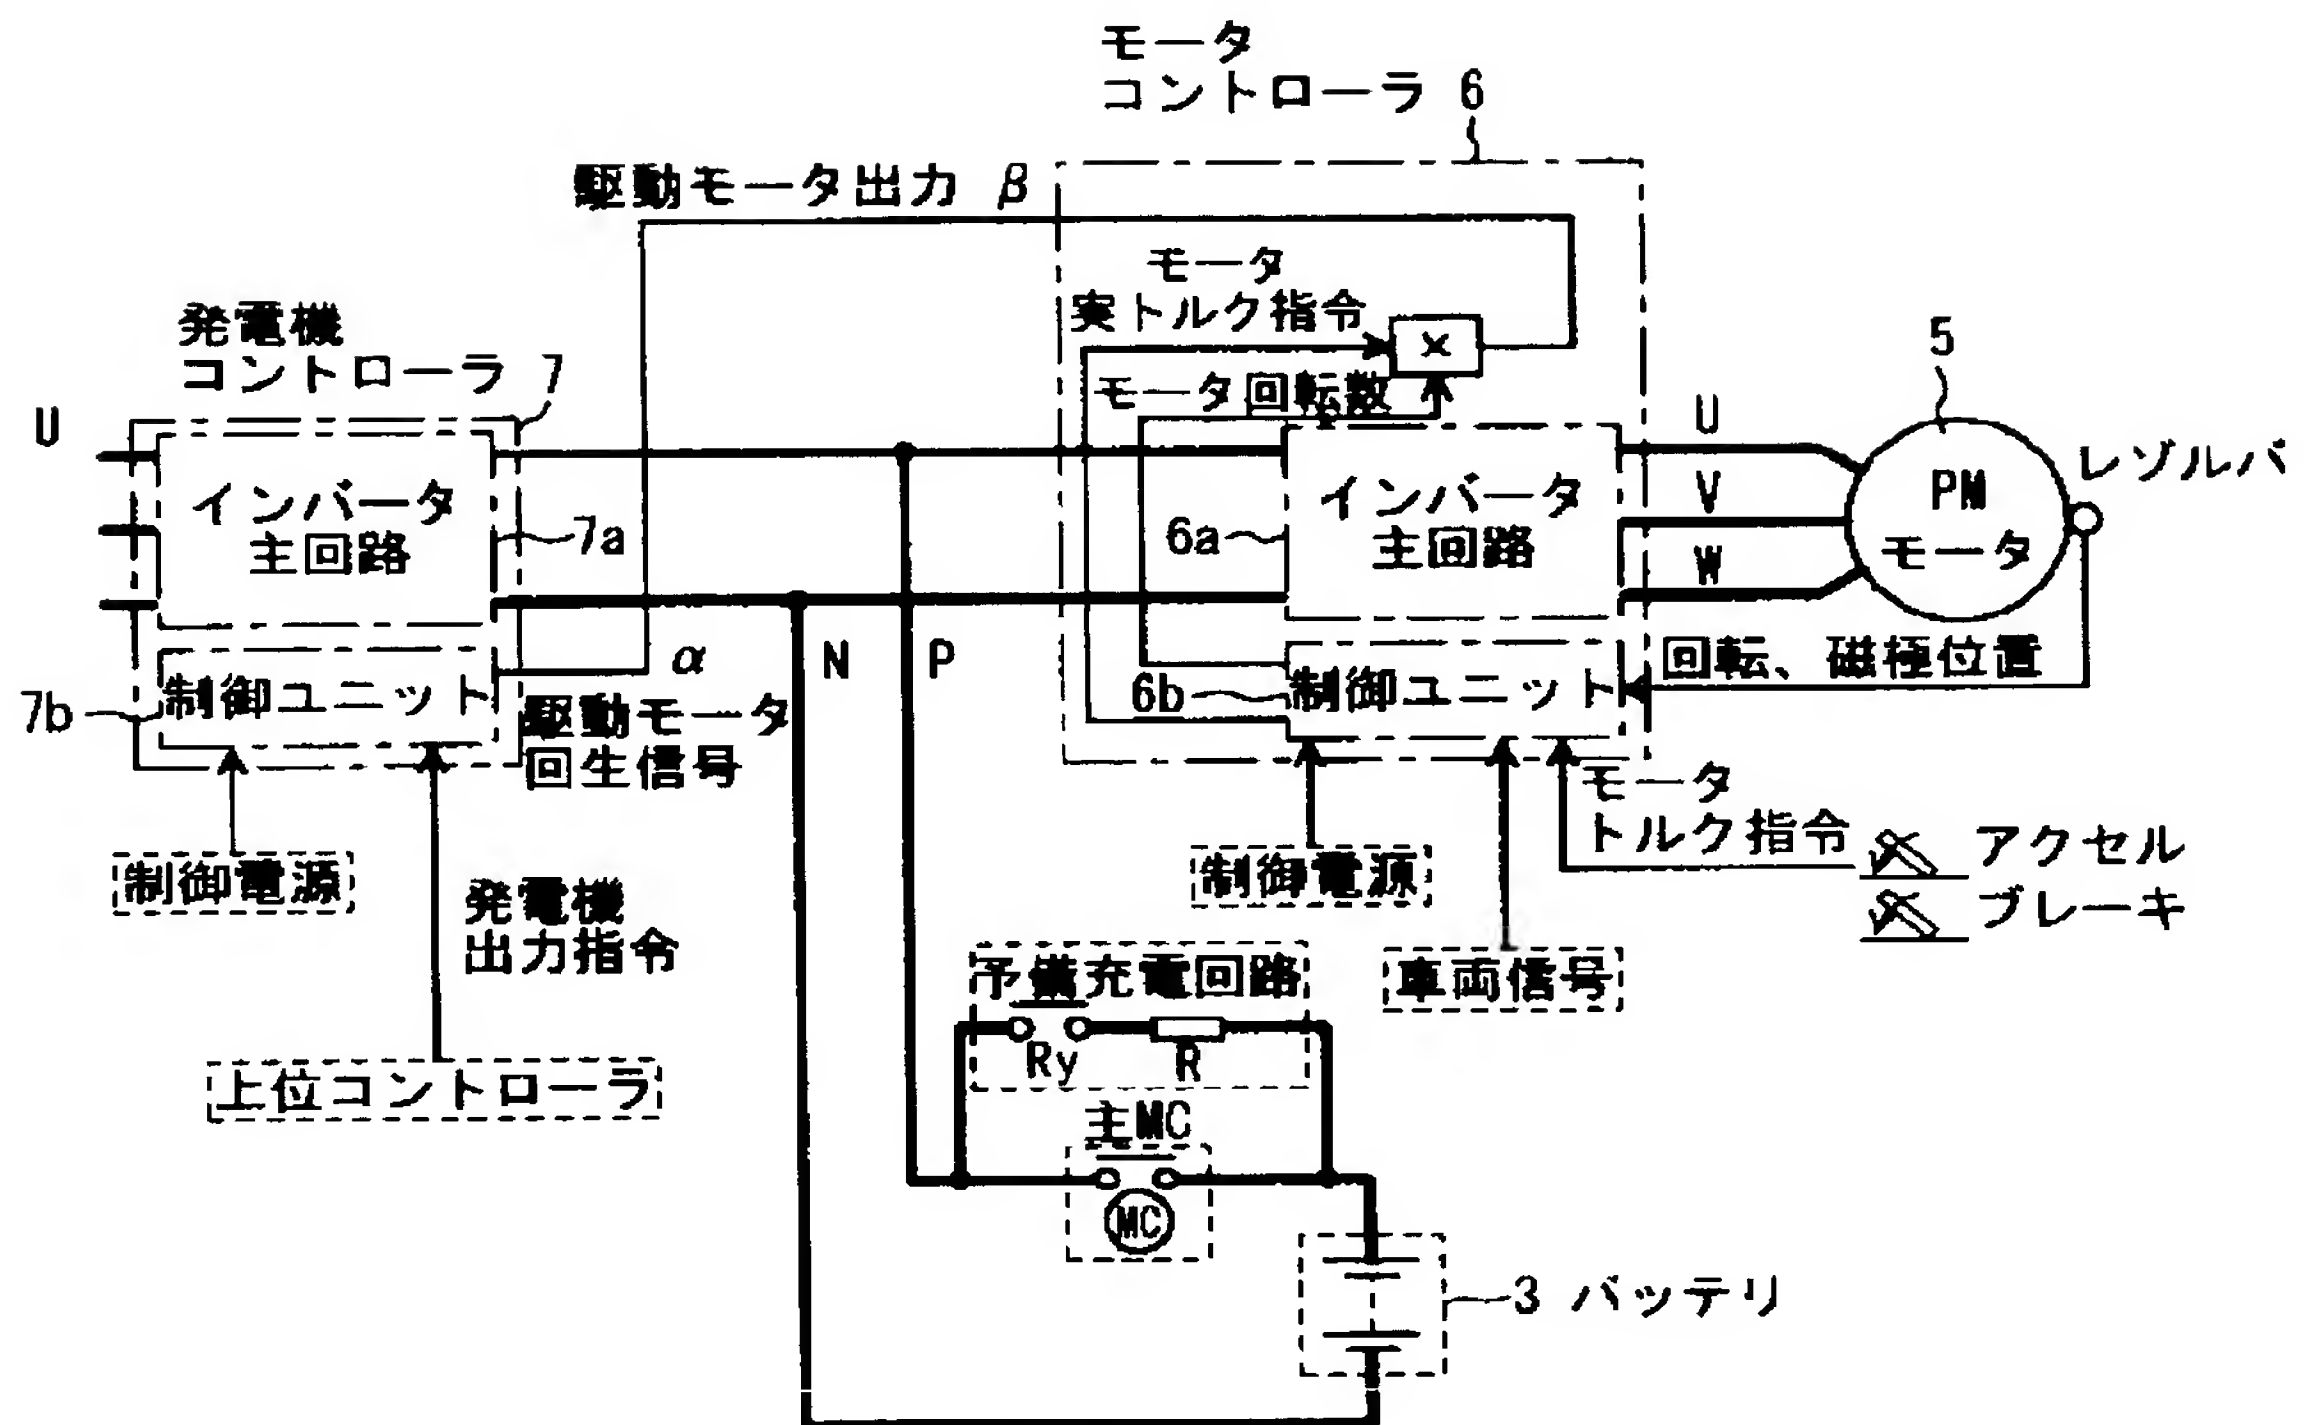 モータ
コントローラ 6
駆動モータ出力 β
モータ
実トルク指令
×
モータ回転数
発電機
コントローラ 7
U
インバータ
主回路
7a
7b
制御ユニット
α
駆動モータ
回生信号
N
P
6a
インバータ
主回路
6b
制御ユニット
U
V
W
5
PM
モータ
レゾルバ
回転、磁極位置
モータ
トルク指令
アクセル
ブレーキ
制御電源
発電機
出力指令
上位コントローラ
制御電源
車両信号
予備充電回路
Ry
R
主MC
MC
3 バッテリ